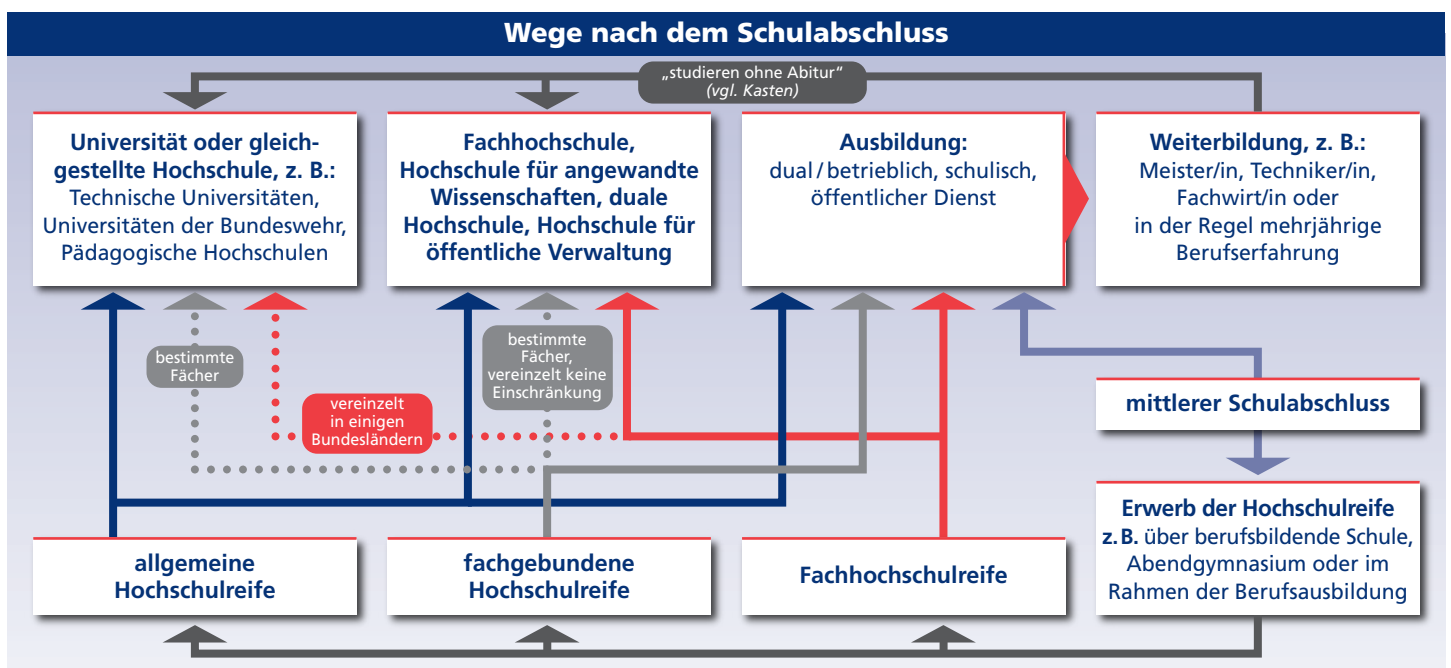 Wege nach dem Schulabschluss
„studieren ohne Abitur“
(vgl. Kasten)
Universität oder gleich-
gestellte Hochschule, z. B.:
Technische Universitäten,
Universitäten der Bundeswehr,
Pädagogische Hochschulen
Fachhochschule,
Hochschule für angewandte
Wissenschaften, duale
Hochschule, Hochschule für
öffentliche Verwaltung
Ausbildung:
dual / betrieblich, schulisch,
öffentlicher Dienst
Weiterbildung, z. B.:
Meister/in, Techniker/in,
Fachwirt/in oder
in der Regel mehrjährige
Berufserfahrung
bestimmte
Fächer
vereinzelt
in einigen
Bundesländern
bestimmte
Fächer,
vereinzelt keine
Einschränkung
mittlerer Schulabschluss
allgemeine
Hochschulreife
fachgebundene
Hochschulreife
Fachhochschulreife
Erwerb der Hochschulreife
z. B. über berufsbildende Schule,
Abendgymnasium oder im
Rahmen der Berufsausbildung